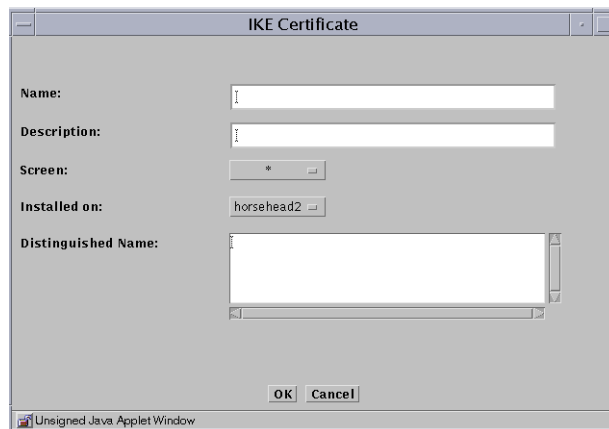 IKE Certificate
Name:
Description:
Screen: *
Installed on: horsehead2
Distinguished Name:
OK Cancel
Unsigned Java Applet Window